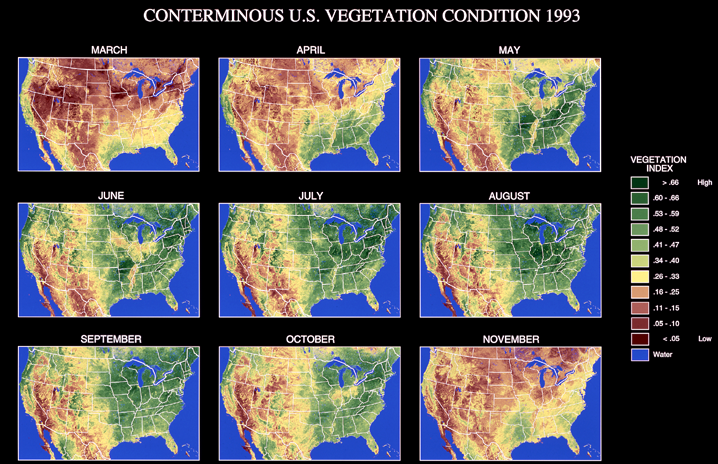 CONTERMINOUS U.S. VEGETATION CONDITION 1993
MARCH
APRIL
MAY
JUNE
JULY
AUGUST
SEPTEMBER
OCTOBER
NOVEMBER
VEGETATION
INDEX
> .66 High
.60 - .66
.53 - .59
.48 - .52
.41 - .47
.34 - .40
.26 - .33
.16 - .25
.11 - .15
.05 - .10
< .05 Low
Water